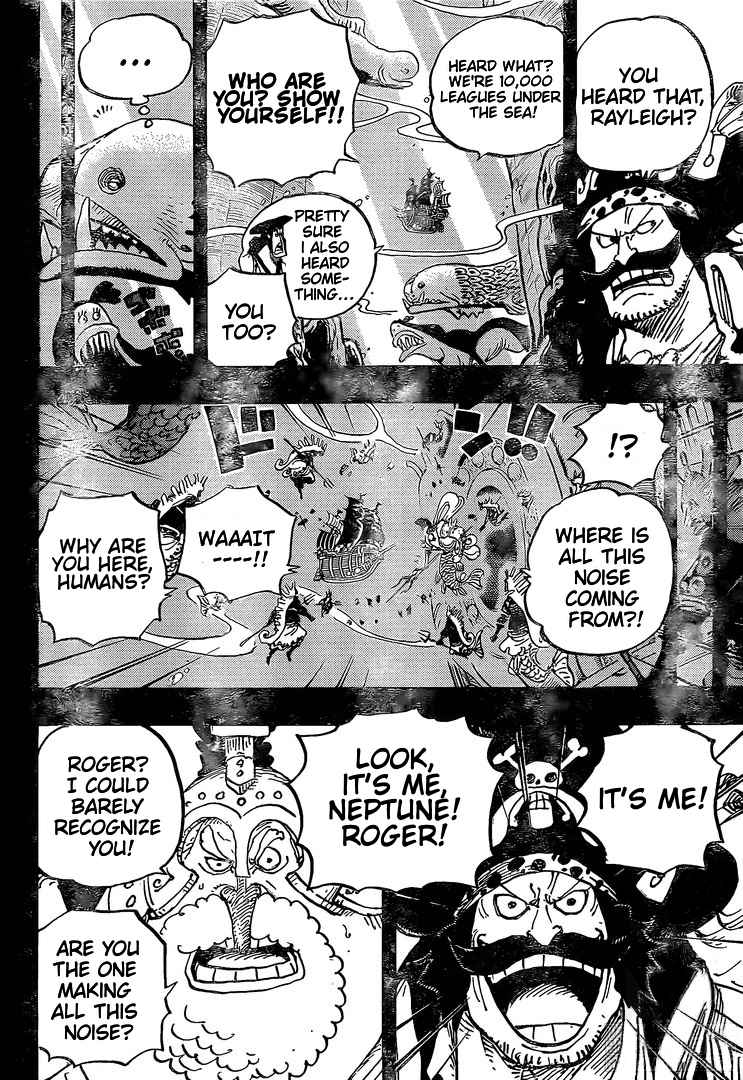 YOU
HEARD THAT,
RAYLEIGH?
HEARD WHAT?
WE'RE 10,000
LEAGUES UNDER
THE SEA!
WHO ARE
YOU? SHOW
YOURSELF!!
PRETTY
SURE
I ALSO
HEARD
SOME-
THING...
YOU
TOO?
...
!?
WHERE IS
ALL THIS
NOISE
COMING
FROM?!
ドドド
WAAAIT
----!!
WHY ARE
YOU HERE,
HUMANS?
IT'S ME!
LOOK,
IT'S ME,
NEPTUNE!
ROGER!
ROGER?
I COULD
BARELY
RECOGNIZE
YOU!
ARE YOU
THE ONE
MAKING
ALL THIS
NOISE?